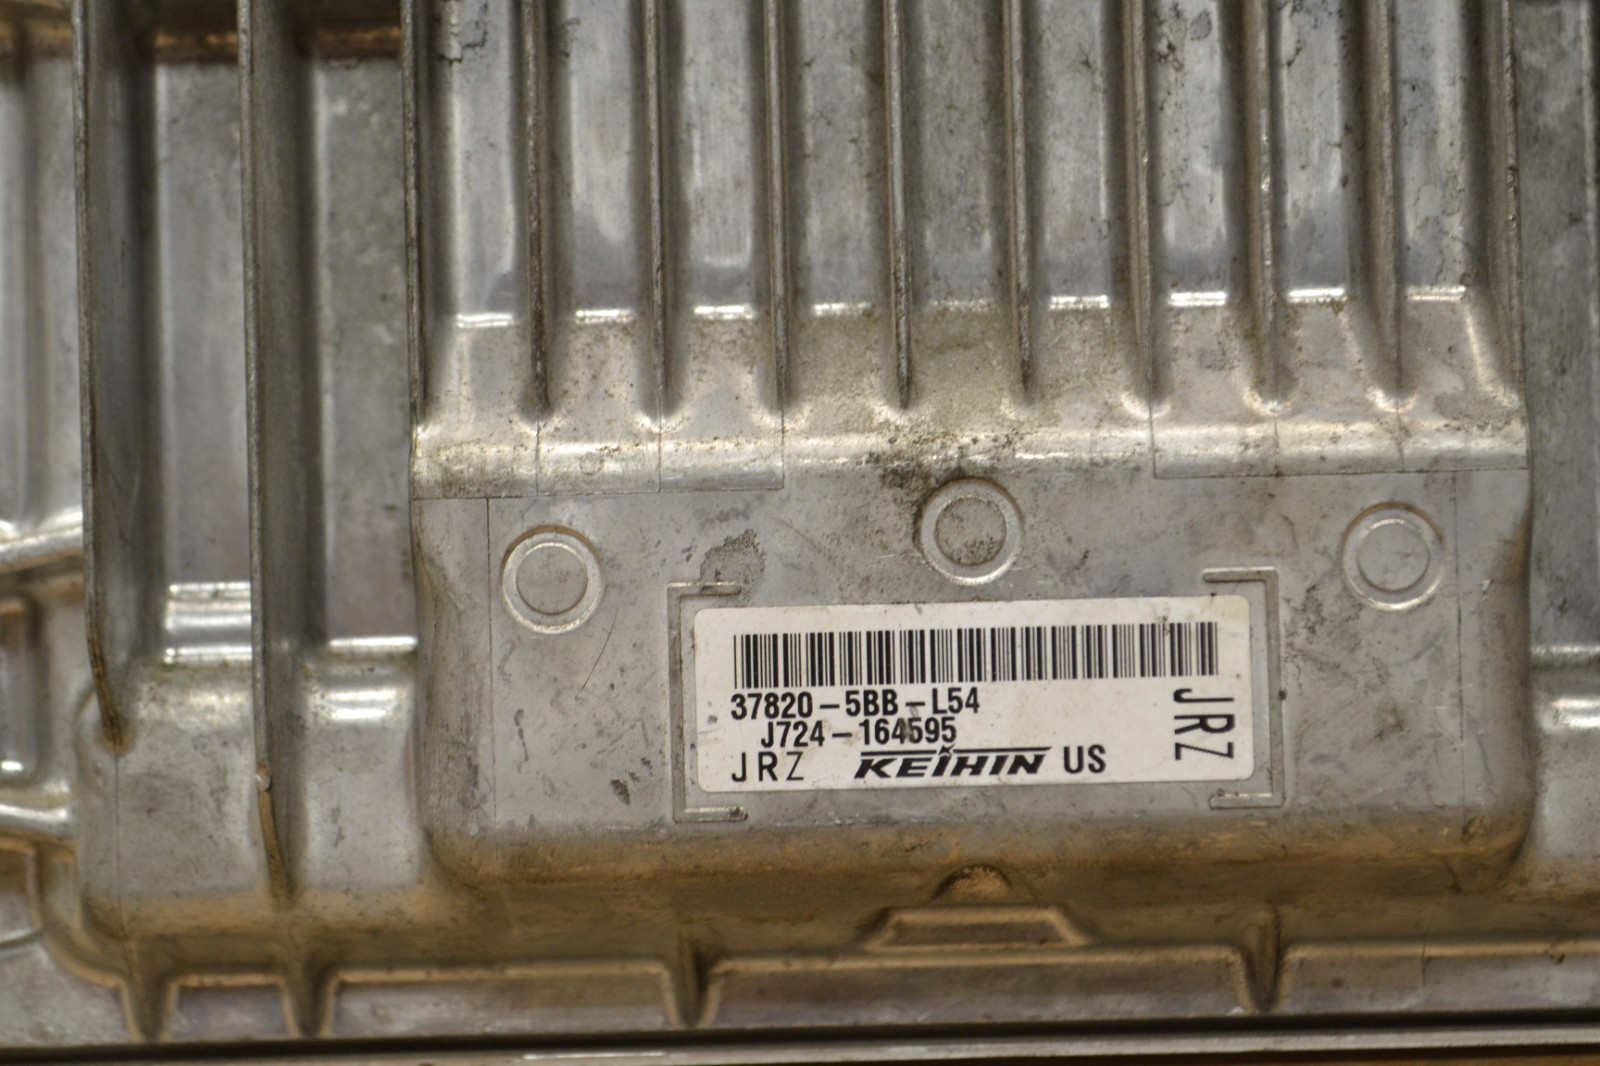 37820-5BB-L54
J724-164595
JRZ KEIHIN US
JRZ